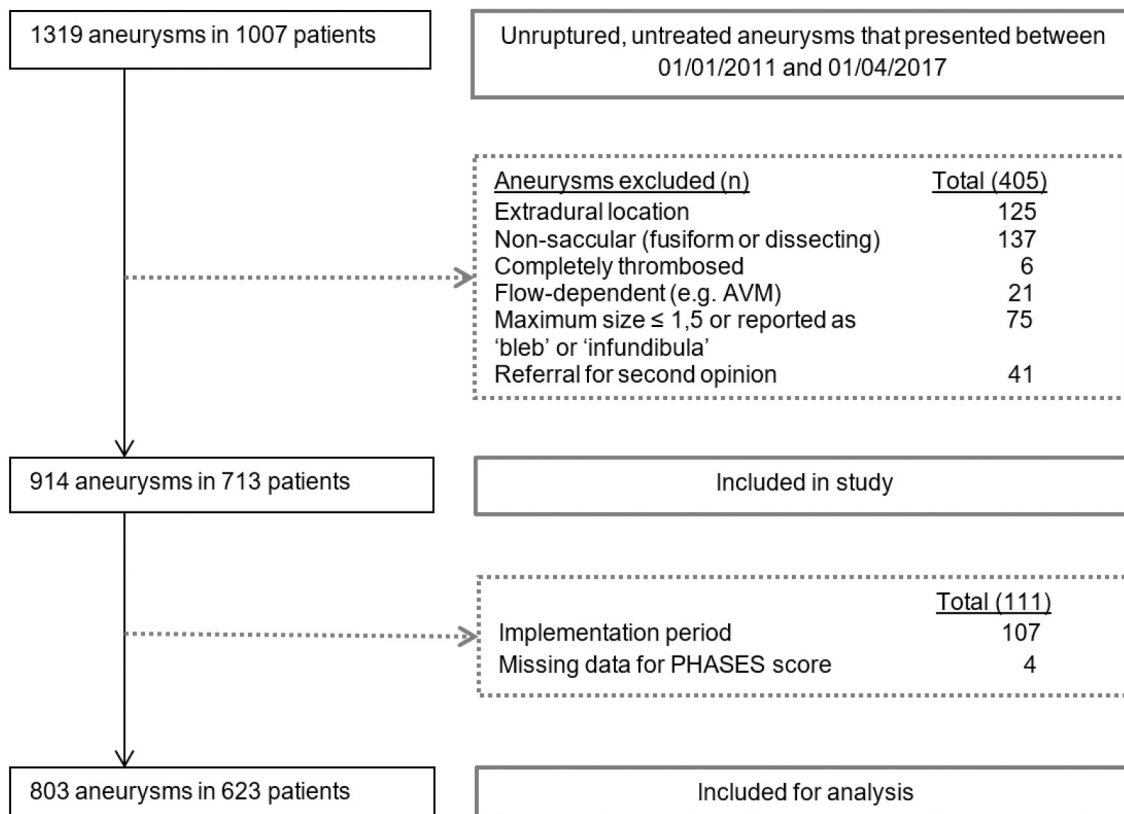 1319 aneurysms in 1007 patients
Unruptured, untreated aneurysms that presented between
01/01/2011 and 01/04/2017
Aneurysms excluded (n) Total (405)
Extradural location 125
Non-saccular (fusiform or dissecting) 137
Completely thrombosed 6
Flow-dependent (e.g. AVM) 21
Maximum size ≤ 1,5 or reported as 75
‘bleb’ or ‘infundibula’
Referral for second opinion 41
914 aneurysms in 713 patients
Included in study
Total (111)
Implementation period 107
Missing data for PHASES score 4
803 aneurysms in 623 patients
Included for analysis